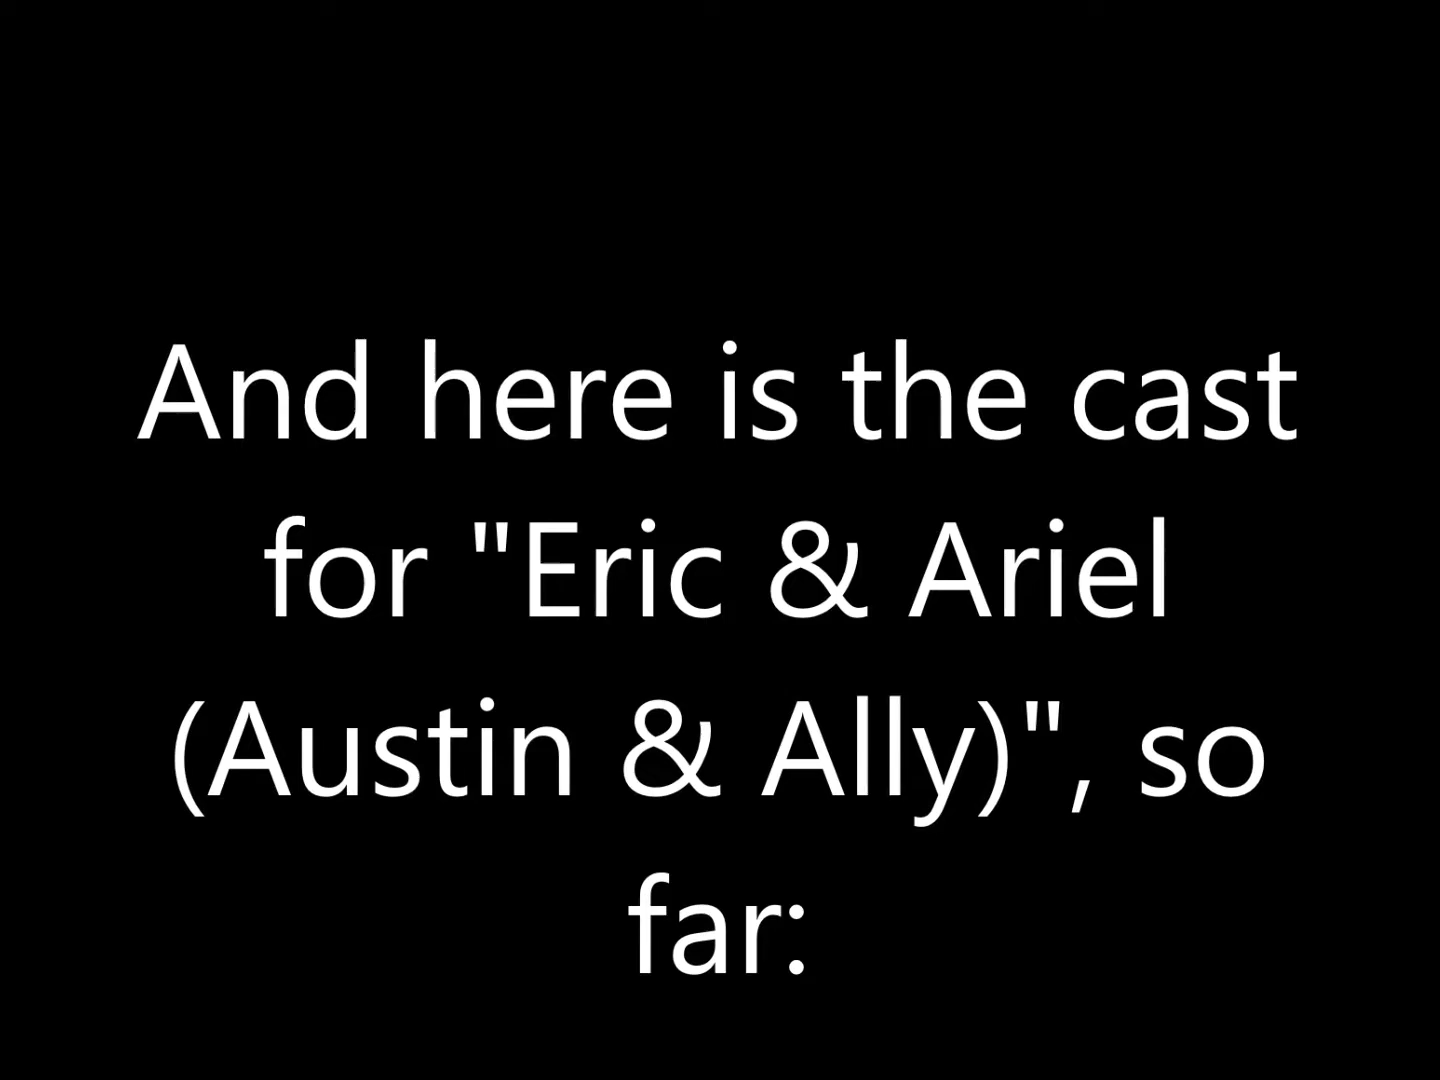 And here is the cast
for "Eric & Ariel
(Austin & Ally)", so
far: